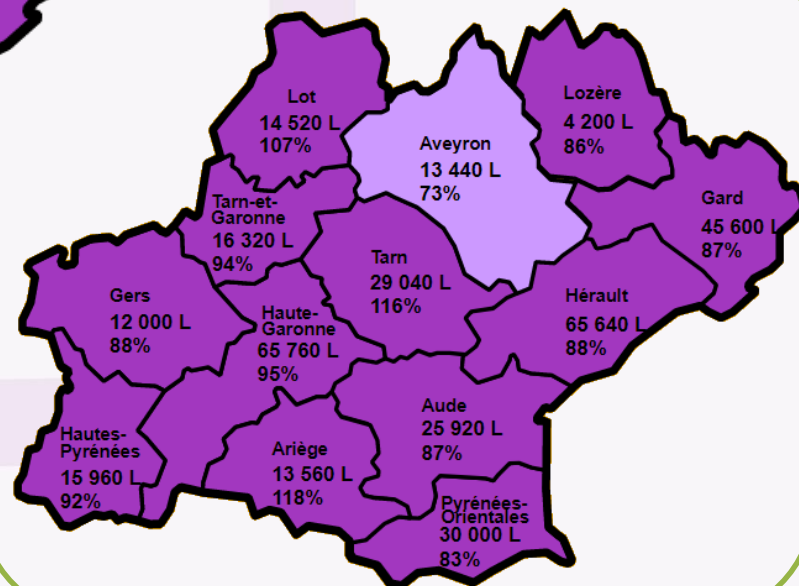 Lot
14 520 L
107%
Lozère
4 200 L
86%
Aveyron
13 440 L
73%
Gard
45 600 L
87%
Tarn-et-
Garonne
16 320 L
94%
Tarn
29 040 L
116%
Gers
12 000 L
88%
Haute-
Garonne
65 760 L
95%
Hérault
65 640 L
88%
Hautes-
Pyrénées
15 960 L
92%
Ariège
13 560 L
118%
Aude
25 920 L
87%
Pyrénées-
Orientales
30 000 L
83%